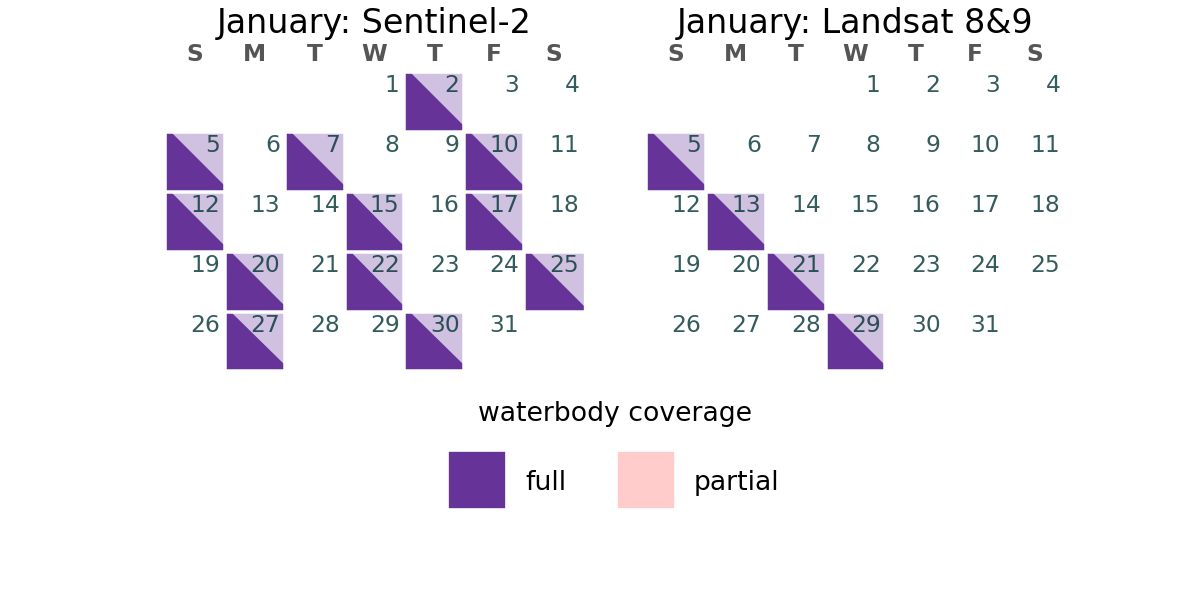 January: Sentinel-2
S M T W T F S
1 2 3 4
5 6 7 8 9 10 11
12 13 14 15 16 17 18
19 20 21 22 23 24 25
26 27 28 29 30 31
January: Landsat 8&9
S M T W T F S
1 2 3 4
5 6 7 8 9 10 11
12 13 14 15 16 17 18
19 20 21 22 23 24 25
26 27 28 29 30 31
waterbody coverage
full partial